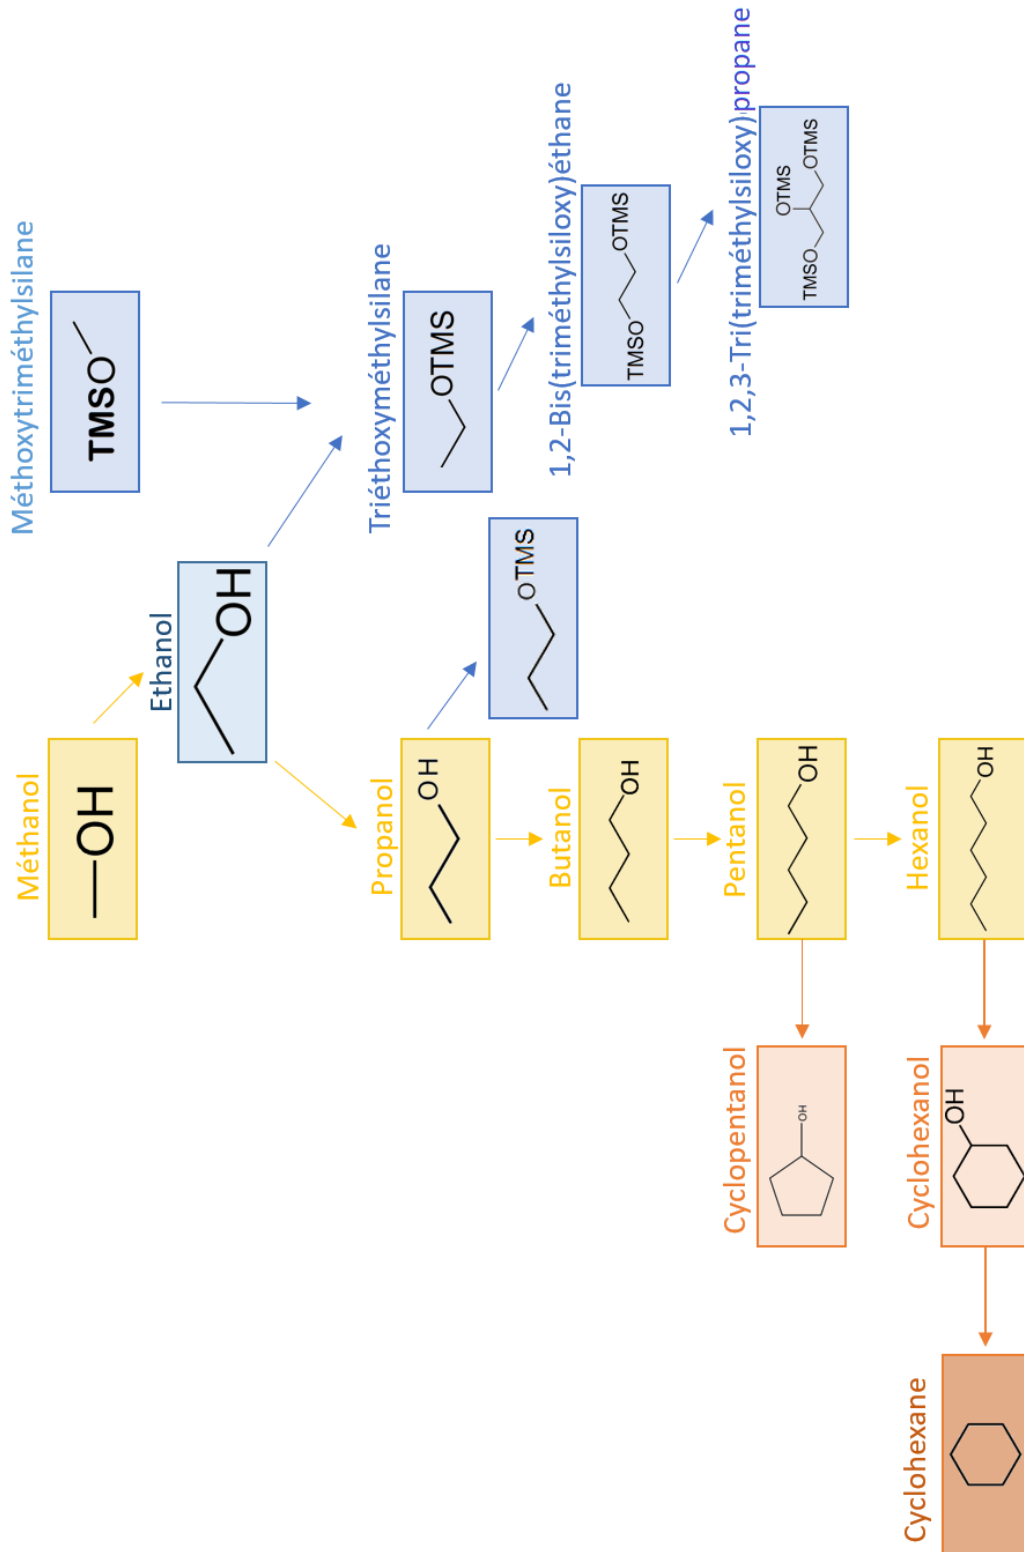 Méthanol
OH
Méthoxytriméthylsilane
TMSO
Ethanol
OH
Propanol
OH
OTMS
Triéthoxyméthylsilane
OTMS
Butanol
OH
1,2-Bis(triméthylsiloxy)éthane
TMSO
OTMS
Cyclopentanol
OH
Pentanol
OH
1,2,3-Tri(triméthylsiloxy)propane
TMSO
OTMS
OTMS
Cyclohexane
Cyclohexanol
OH
Hexanol
OH